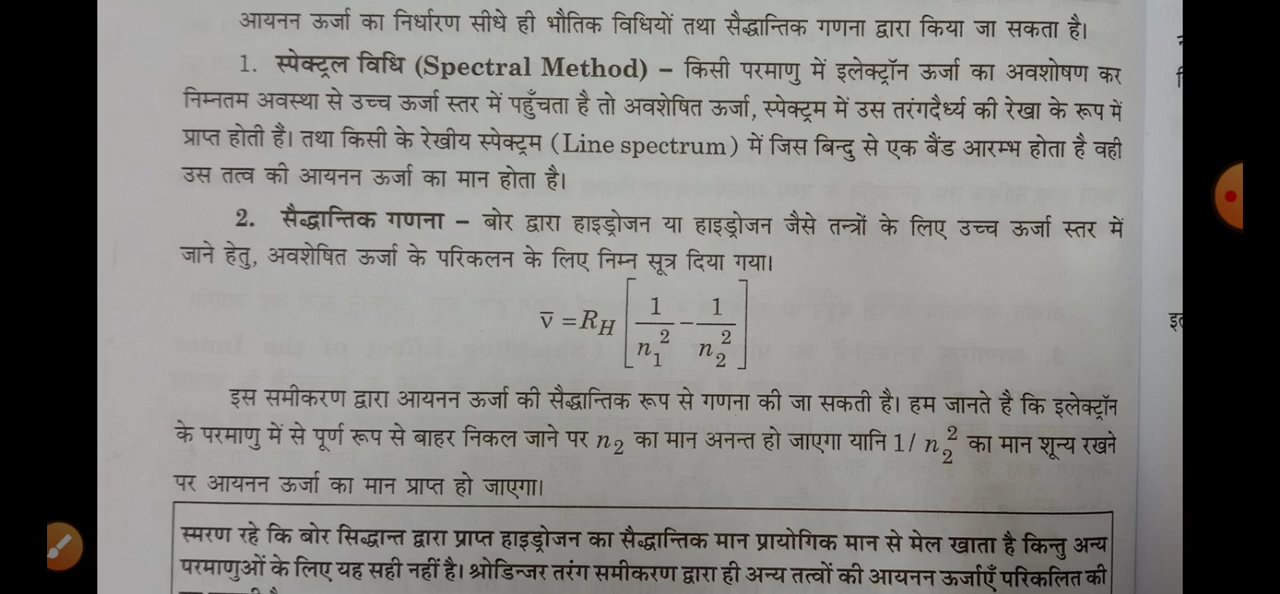 आयनन ऊर्जा का निर्धारण सीधे ही भौतिक विधियों तथा सैद्धान्तिक गणना द्वारा किया जा सकता है।
1. स्पेक्ट्रल विधि (Spectral Method) – किसी परमाणु में इलेक्ट्रॉन ऊर्जा का अवशोषण कर
निम्नतम अवस्था से उच्च ऊर्जा स्तर में पहुँचता है तो अवशेषित ऊर्जा, स्पेक्ट्रम में उस तरंगदैर्ध्य की रेखा के रूप में
प्राप्त होती हैं। तथा किसी के रेखीय स्पेक्ट्रम (Line spectrum) में जिस बिन्दु से एक बैंड आरम्भ होता है वही
उस तत्व की आयनन ऊर्जा का मान होता है।
2. सैद्धान्तिक गणना – बोर द्वारा हाइड्रोजन या हाइड्रोजन जैसे तन्त्रों के लिए उच्च ऊर्जा स्तर में
जाने हेतु, अवशेषित ऊर्जा के परिकलन के लिए निम्न सूत्र दिया गया।
ν̅ = R_H [1/n₁² − 1/n₂²]
इस समीकरण द्वारा आयनन ऊर्जा की सैद्धान्तिक रूप से गणना की जा सकती है। हम जानते है कि इलेक्ट्रॉन
के परमाणु में से पूर्ण रूप से बाहर निकल जाने पर n₂ का मान अनन्त हो जाएगा यानि 1/ n₂² का मान शून्य रखने
पर आयनन ऊर्जा का मान प्राप्त हो जाएगा।
स्मरण रहे कि बोर सिद्धान्त द्वारा प्राप्त हाइड्रोजन का सैद्धान्तिक मान प्रायोगिक मान से मेल खाता है किन्तु अन्य
परमाणुओं के लिए यह सही नहीं है। श्रोडिन्जर तरंग समीकरण द्वारा ही अन्य तत्वों की आयनन ऊर्जाएँ परिकलित की